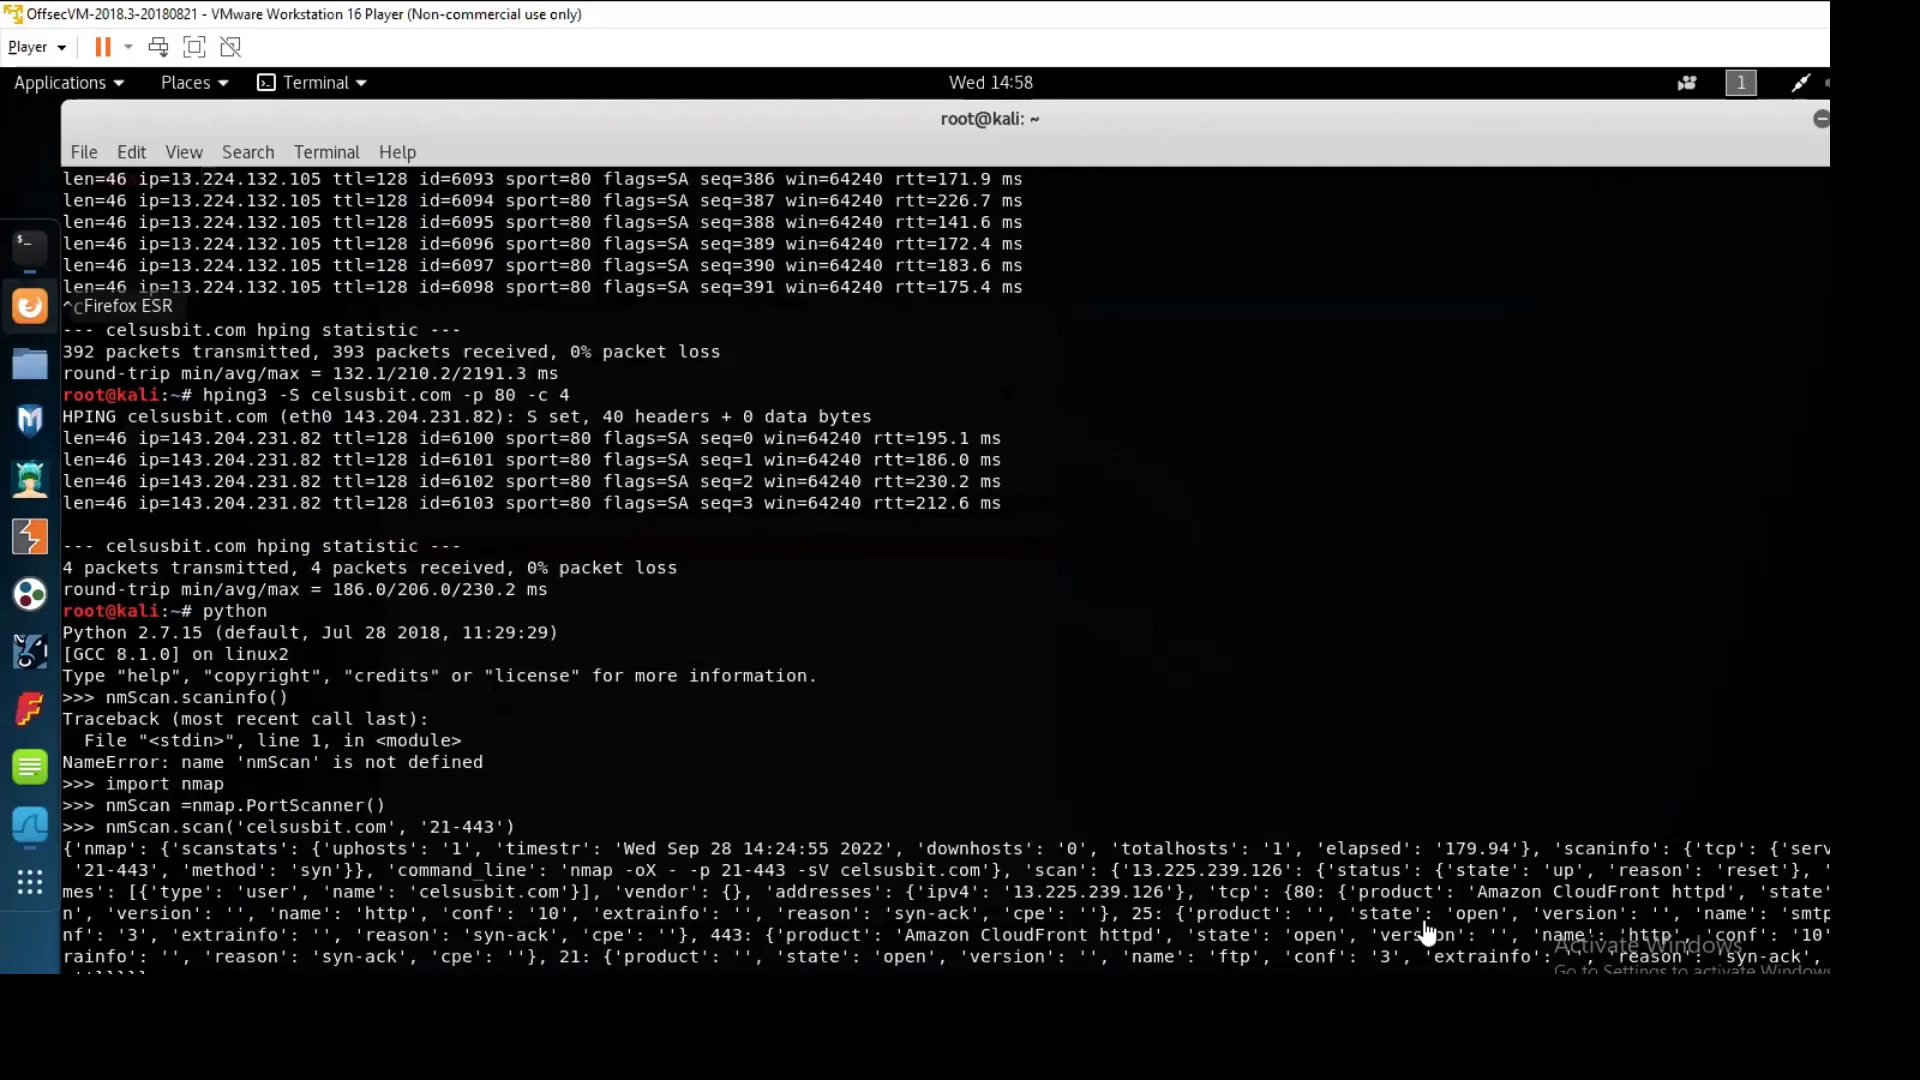 OffsecVM-2018.3-20180821 - VMware Workstation 16 Player (Non-commercial use only)
Player
Applications Places Terminal Wed 14:58 1
root@kali: ~
File Edit View Search Terminal Help
len=46 ip=13.224.132.105 ttl=128 id=6093 sport=80 flags=SA seq=386 win=64240 rtt=171.9 ms
len=46 ip=13.224.132.105 ttl=128 id=6094 sport=80 flags=SA seq=387 win=64240 rtt=226.7 ms
len=46 ip=13.224.132.105 ttl=128 id=6095 sport=80 flags=SA seq=388 win=64240 rtt=141.6 ms
len=46 ip=13.224.132.105 ttl=128 id=6096 sport=80 flags=SA seq=389 win=64240 rtt=172.4 ms
len=46 ip=13.224.132.105 ttl=128 id=6097 sport=80 flags=SA seq=390 win=64240 rtt=183.6 ms
len=46 ip=13.224.132.105 ttl=128 id=6098 sport=80 flags=SA seq=391 win=64240 rtt=175.4 ms
^C Firefox ESR
--- celsusbit.com hping statistic ---
392 packets transmitted, 393 packets received, 0% packet loss
round-trip min/avg/max = 132.1/210.2/2191.3 ms
root@kali:~# hping3 -S celsusbit.com -p 80 -c 4
HPING celsusbit.com (eth0 143.204.231.82): S set, 40 headers + 0 data bytes
len=46 ip=143.204.231.82 ttl=128 id=6100 sport=80 flags=SA seq=0 win=64240 rtt=195.1 ms
len=46 ip=143.204.231.82 ttl=128 id=6101 sport=80 flags=SA seq=1 win=64240 rtt=186.0 ms
len=46 ip=143.204.231.82 ttl=128 id=6102 sport=80 flags=SA seq=2 win=64240 rtt=230.2 ms
len=46 ip=143.204.231.82 ttl=128 id=6103 sport=80 flags=SA seq=3 win=64240 rtt=212.6 ms
--- celsusbit.com hping statistic ---
4 packets transmitted, 4 packets received, 0% packet loss
round-trip min/avg/max = 186.0/206.0/230.2 ms
root@kali:~# python
Python 2.7.15 (default, Jul 28 2018, 11:29:29)
[GCC 8.1.0] on linux2
Type "help", "copyright", "credits" or "license" for more information.
>>> nmScan.scaninfo()
Traceback (most recent call last):
  File "<stdin>", line 1, in <module>
NameError: name 'nmScan' is not defined
>>> import nmap
>>> nmScan =nmap.PortScanner()
>>> nmScan.scan('celsusbit.com', '21-443')
{'nmap': {'scanstats': {'uphosts': '1', 'timestr': 'Wed Sep 28 14:24:55 2022', 'downhosts': '0', 'totalhosts': '1', 'elapsed': '179.94'}, 'scaninfo': {'tcp': {'serv
'21-443', 'method': 'syn'}}, 'command_line': 'nmap -oX - -p 21-443 -sV celsusbit.com'}, 'scan': {'13.225.239.126': {'status': {'state': 'up', 'reason': 'reset'}, '
mes': [{'type': 'user', 'name': 'celsusbit.com'}], 'vendor': {}, 'addresses': {'ipv4': '13.225.239.126'}, 'tcp': {80: {'product': 'Amazon CloudFront httpd', 'state'
n', 'version': '', 'name': 'http', 'conf': '10', 'extrainfo': '', 'reason': 'syn-ack', 'cpe': ''}, 25: {'product': '', 'state': 'open', 'version': '', 'name': 'smtp
nf': '3', 'extrainfo': '', 'reason': 'syn-ack', 'cpe': ''}, 443: {'product': 'Amazon CloudFront httpd', 'state': 'open', 'version': '', 'name': 'http', 'conf': '10'
rainfo': '', 'reason': 'syn-ack', 'cpe': ''}, 21: {'product': '', 'state': 'open', 'version': '', 'name': 'ftp', 'conf': '3', 'extrainfo': '', 'reason': 'syn-ack',
Activate Windows
Go to Settings to activate Windows